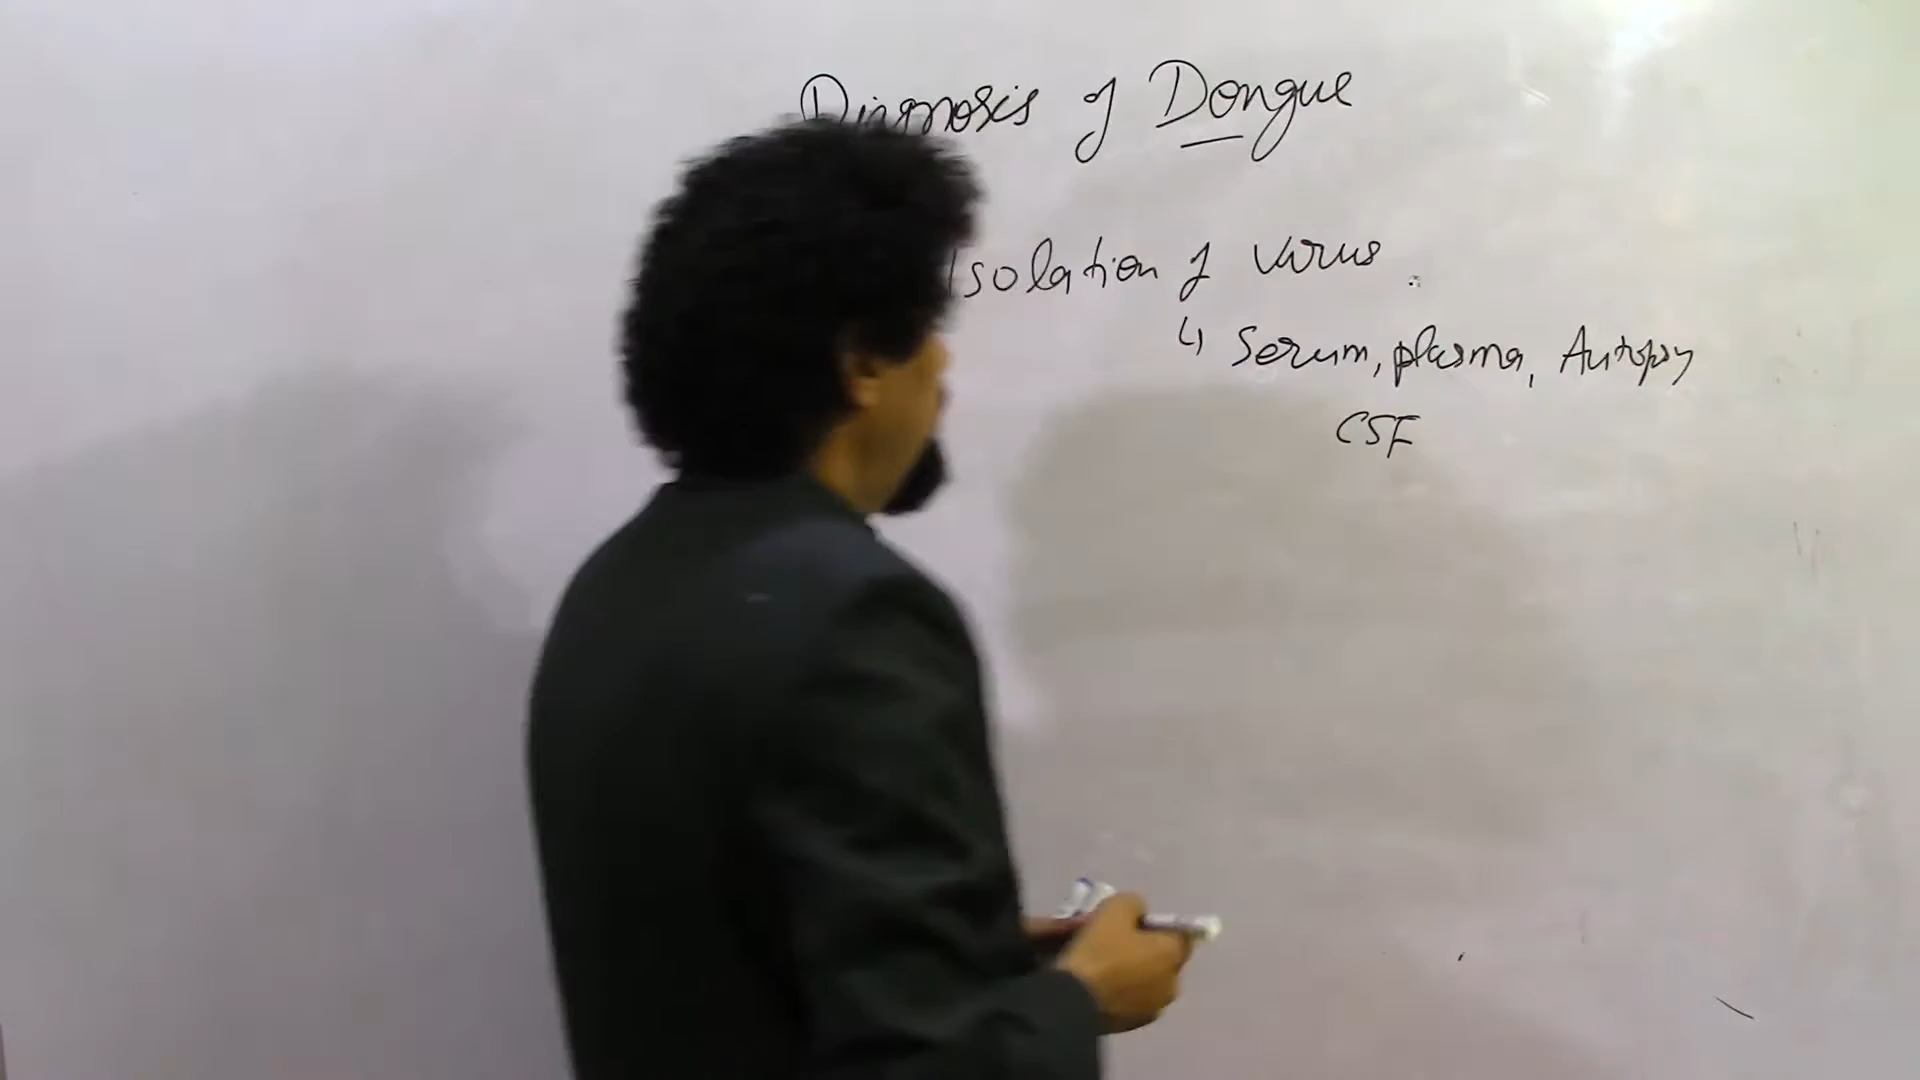 Diagnosis of Dengue
Isolation of virus
↳ Serum, plasma, Autopsy
CSF